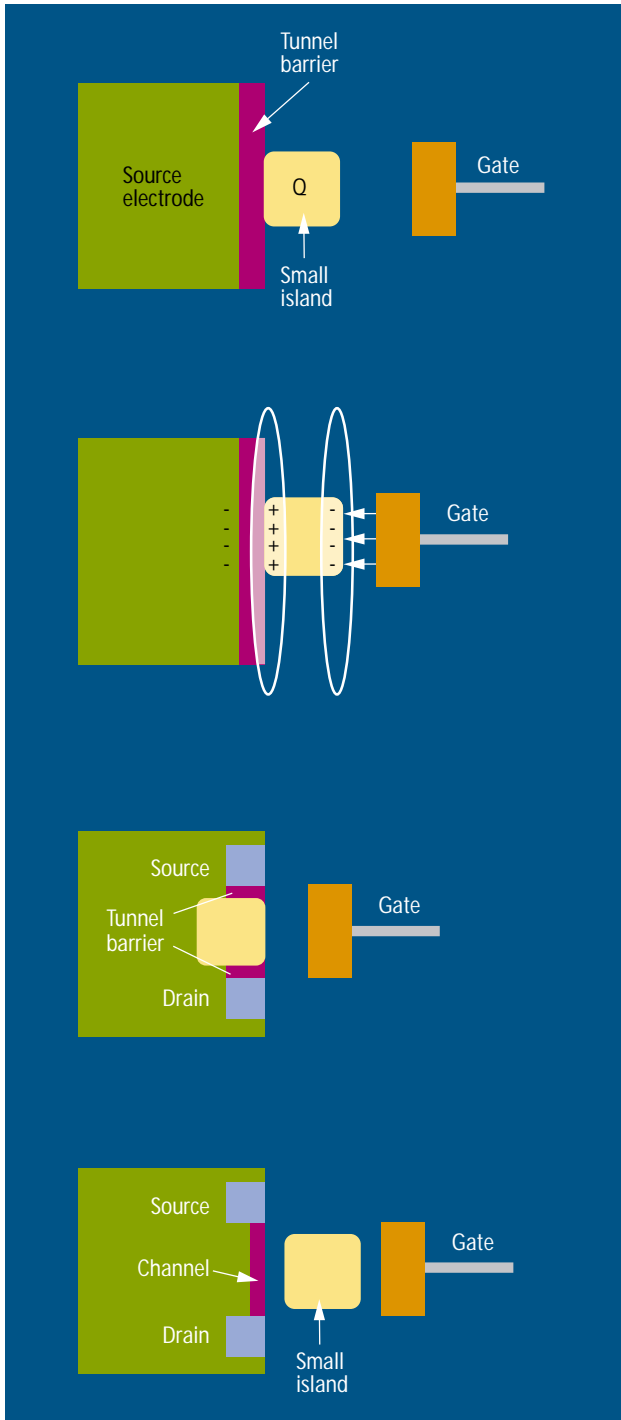 Tunnel
barrier
Source
electrode
Q
Gate
Small
island
- + -
- + -
- + -
- + -
Gate
Source
Tunnel
barrier
Drain
Gate
Source
Channel
Drain
Gate
Small
island